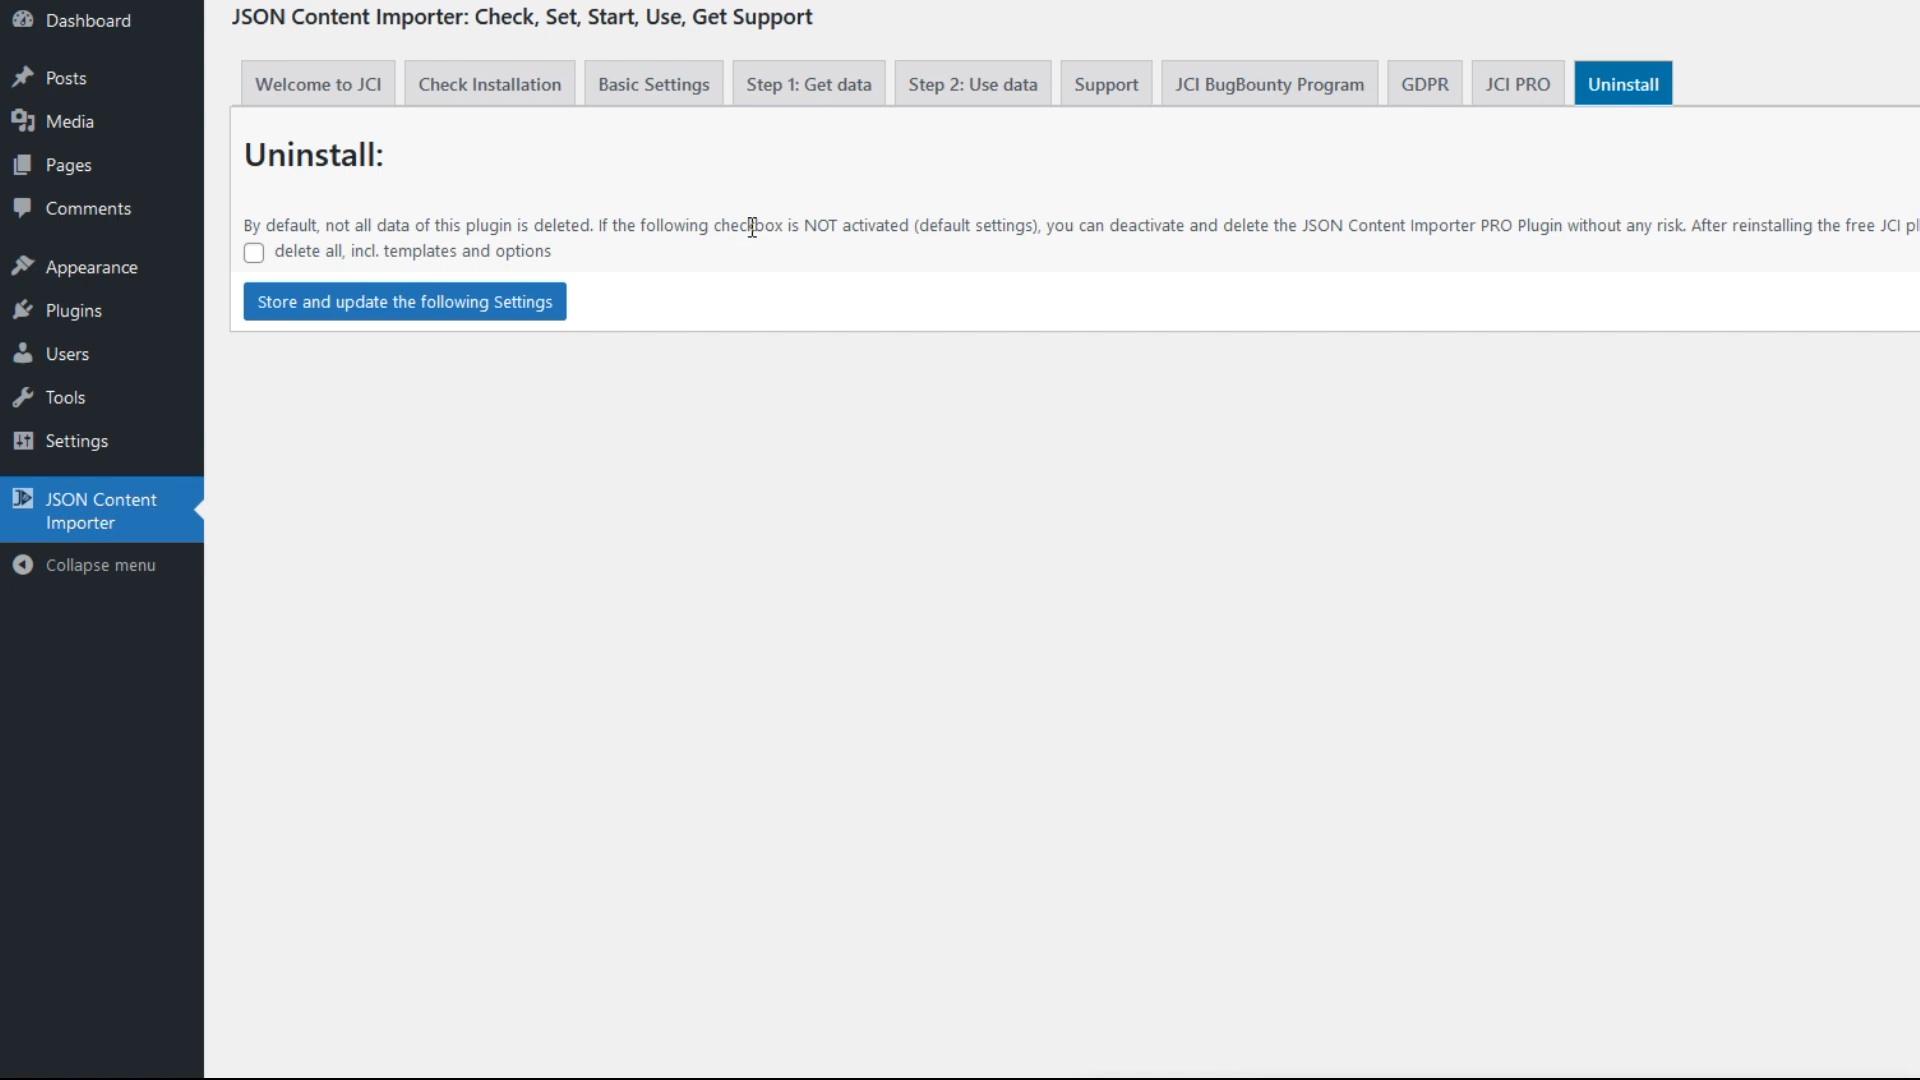 Dashboard
Posts
Media
Pages
Comments
Appearance
Plugins
Users
Tools
Settings
JSON Content
Importer
Collapse menu
JSON Content Importer: Check, Set, Start, Use, Get Support
Welcome to JCI
Check Installation
Basic Settings
Step 1: Get data
Step 2: Use data
Support
JCI BugBounty Program
GDPR
JCI PRO
Uninstall
Uninstall:
By default, not all data of this plugin is deleted. If the following checkbox is NOT activated (default settings), you can deactivate and delete the JSON Content Importer PRO Plugin without any risk. After reinstalling the free JCI
delete all, incl. templates and options
Store and update the following Settings